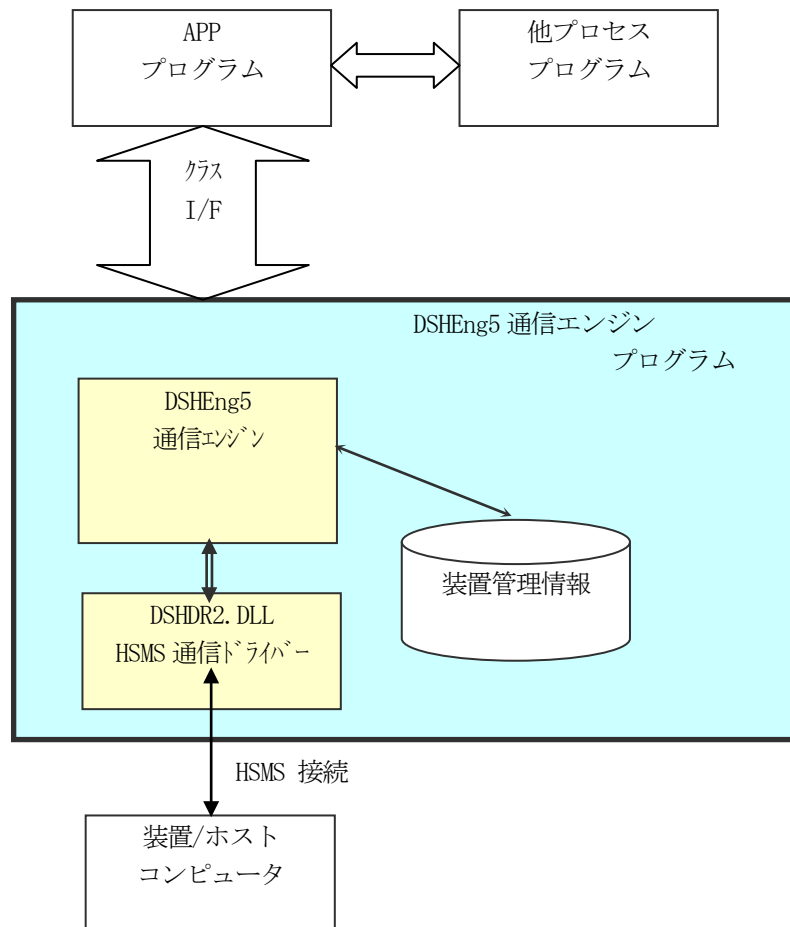 APP
プログラム
他プロセス
プログラム
ｸﾗｽ
I/F
DSHEng5 通信エンジン
プログラム
DSHEng5
通信ｴﾝｼﾞﾝ
装置管理情報
DSHDR2.DLL
HSMS 通信ﾄﾞﾗｲﾊﾞｰ
HSMS 接続
装置/ホスト
コンピュータ